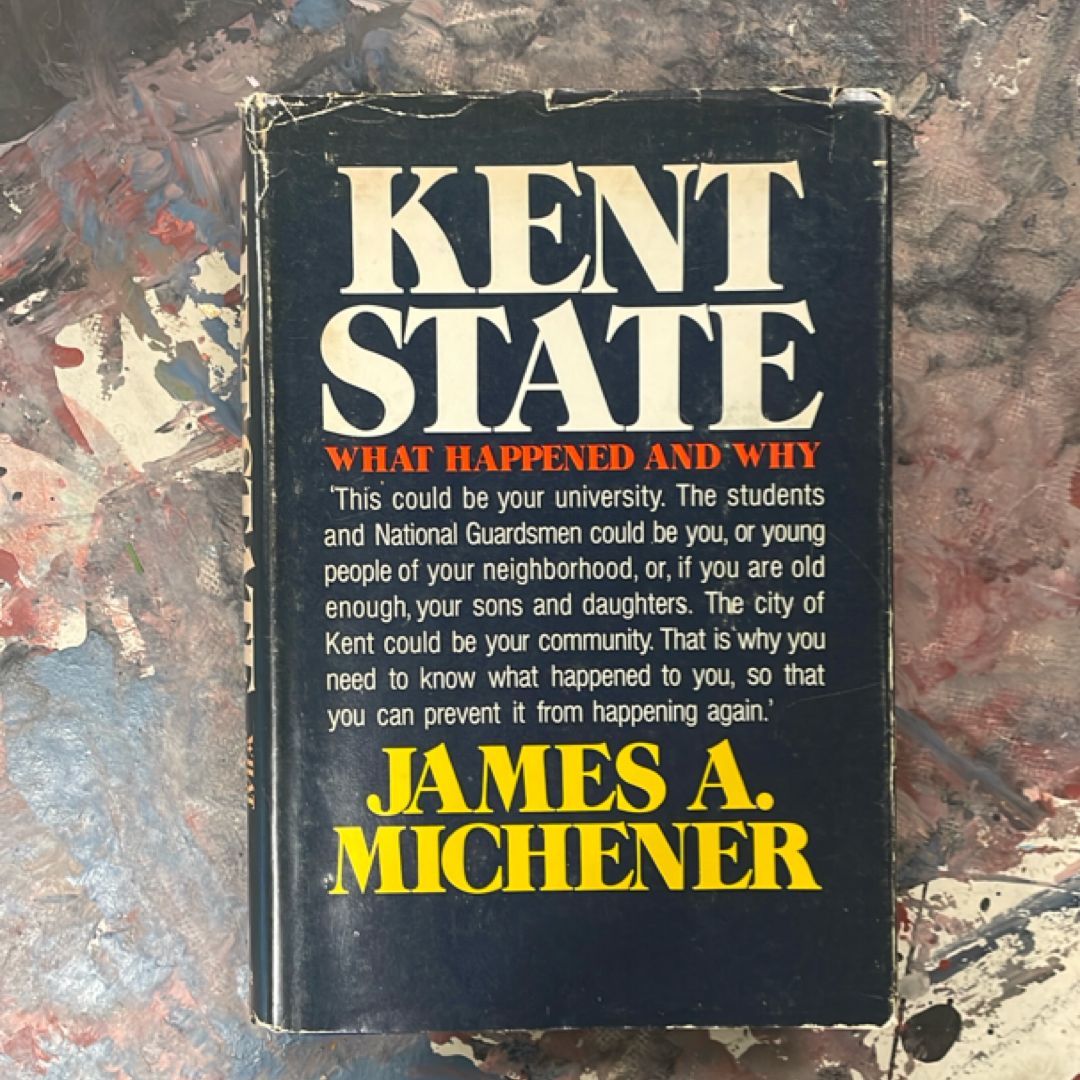 KENT
STATE
WHAT HAPPENED AND WHY
'This could be your university. The students
and National Guardsmen could be you, or young
people of your neighborhood, or, if you are old
enough, your sons and daughters. The city of
Kent could be your community. That is why you
need to know what happened to you, so that
you can prevent it from happening again.'
JAMES A.
MICHENER